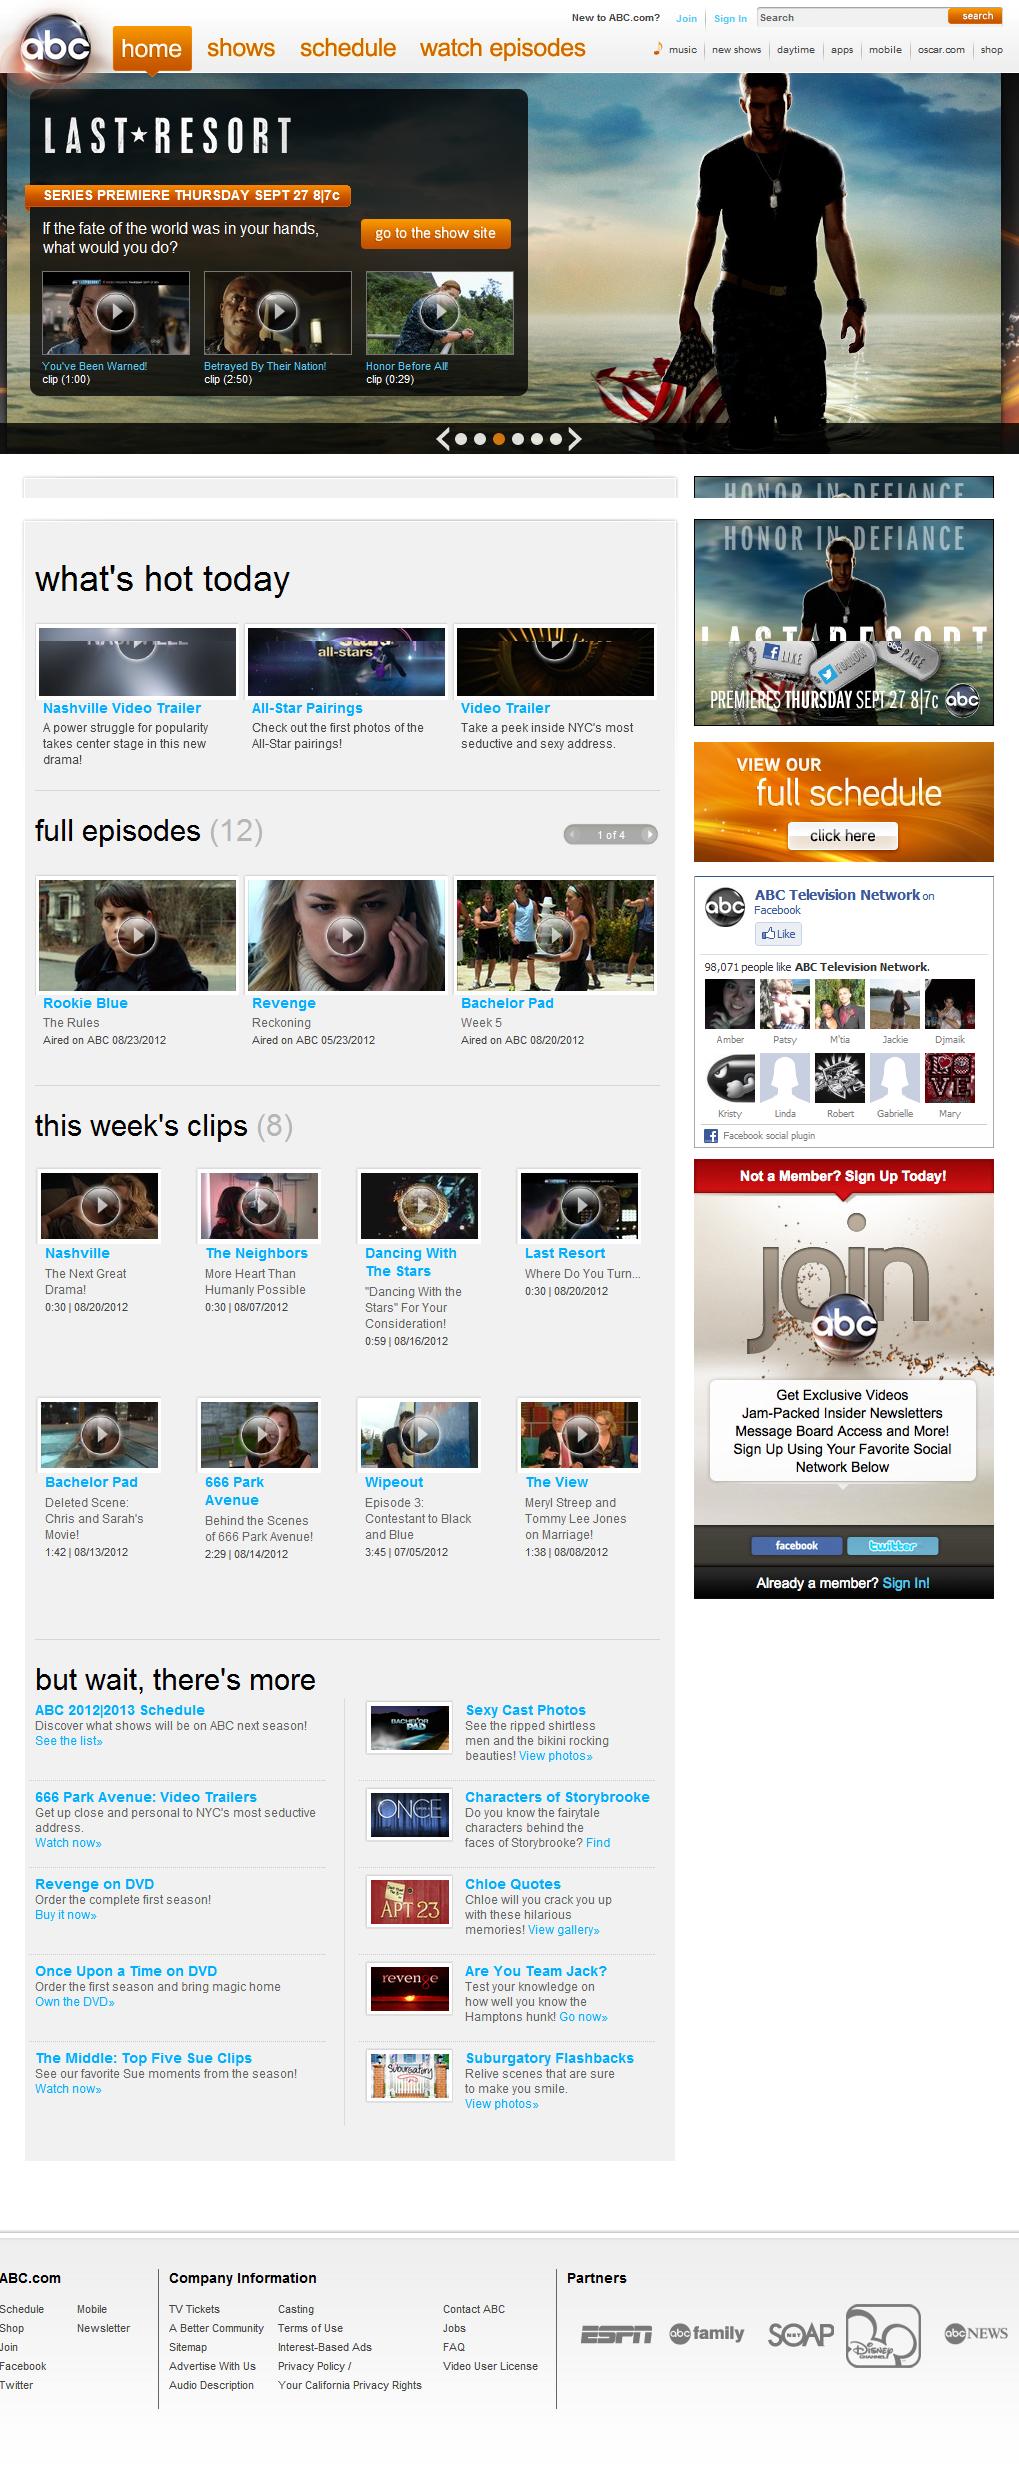 New to ABC.com? Join Sign In Search search
abc home shows schedule watch episodes
music new shows daytime apps mobile oscar.com shop
LAST★RESORT
SERIES PREMIERE THURSDAY SEPT 27 8|7c
If the fate of the world was in your hands,
what would you do?
go to the show site
You've Been Warned!
clip (1:00)
Betrayed By Their Nation!
clip (2:50)
Honor Before All!
clip (0:29)
HONOR IN DEFIANCE
HONOR IN DEFIANCE
LAST RESORT
LIKE
FOLLOW
abc PAGE
PREMIERES THURSDAY SEPT 27 8|7c abc
what's hot today
NASHVILLE
all-stars
Nashville Video Trailer
A power struggle for popularity
takes center stage in this new
drama!
All-Star Pairings
Check out the first photos of the
All-Star pairings!
Video Trailer
Take a peek inside NYC's most
seductive and sexy address.
VIEW OUR
full schedule
click here
full episodes (12)
1 of 4
Rookie Blue
The Rules
Aired on ABC 08/23/2012
Revenge
Reckoning
Aired on ABC 05/23/2012
Bachelor Pad
Week 5
Aired on ABC 08/20/2012
abc
ABC Television Network on
Facebook
Like
98,071 people like ABC Television Network.
Amber Patsy M'tia Jackie Djmaik
LOVE
Kristy Linda Robert Gabrielle Mary
Facebook social plugin
this week's clips (8)
Nashville
The Next Great
Drama!
0:30 | 08/20/2012
The Neighbors
More Heart Than
Humanly Possible
0:30 | 08/07/2012
Dancing With
The Stars
"Dancing With the
Stars" For Your
Consideration!
0:59 | 08/16/2012
Last Resort
Where Do You Turn...
0:30 | 08/20/2012
Bachelor Pad
Deleted Scene:
Chris and Sarah's
Movie!
1:42 | 08/13/2012
666 Park
Avenue
Behind the Scenes
of 666 Park Avenue!
2:29 | 08/14/2012
Wipeout
Episode 3:
Contestant to Black
and Blue
3:45 | 07/05/2012
The View
Meryl Streep and
Tommy Lee Jones
on Marriage!
1:38 | 08/08/2012
Not a Member? Sign Up Today!
join
abc
Get Exclusive Videos
Jam-Packed Insider Newsletters
Message Board Access and More!
Sign Up Using Your Favorite Social
Network Below
facebook twitter
Already a member? Sign In!
but wait, there's more
ABC 2012|2013 Schedule
Discover what shows will be on ABC next season!
See the list»
666 Park Avenue: Video Trailers
Get up close and personal to NYC's most seductive
address.
Watch now»
Revenge on DVD
Order the complete first season!
Buy it now»
Once Upon a Time on DVD
Order the first season and bring magic home
Own the DVD»
The Middle: Top Five Sue Clips
See our favorite Sue moments from the season!
Watch now»
BACHELOR
PAD
Sexy Cast Photos
See the ripped shirtless
men and the bikini rocking
beauties! View photos»
ONCE
Characters of Storybrooke
Do you know the fairytale
characters behind the
faces of Storybrooke? Find
APT 23
Chloe Quotes
Chloe will you crack you up
with these hilarious
memories! View gallery»
revenge
Are You Team Jack?
Test your knowledge on
how well you know the
Hamptons hunk! Go now»
Suburgatory
Suburgatory Flashbacks
Relive scenes that are sure
to make you smile.
View photos»
ABC.com
Schedule Mobile
Shop Newsletter
Join
Facebook
Twitter
Company Information
TV Tickets Casting Contact ABC
A Better Community Terms of Use Jobs
Sitemap Interest-Based Ads FAQ
Advertise With Us Privacy Policy / Video User License
Audio Description Your California Privacy Rights
Partners
ESPN abc family SOAP NET DISNEY CHANNEL abc NEWS